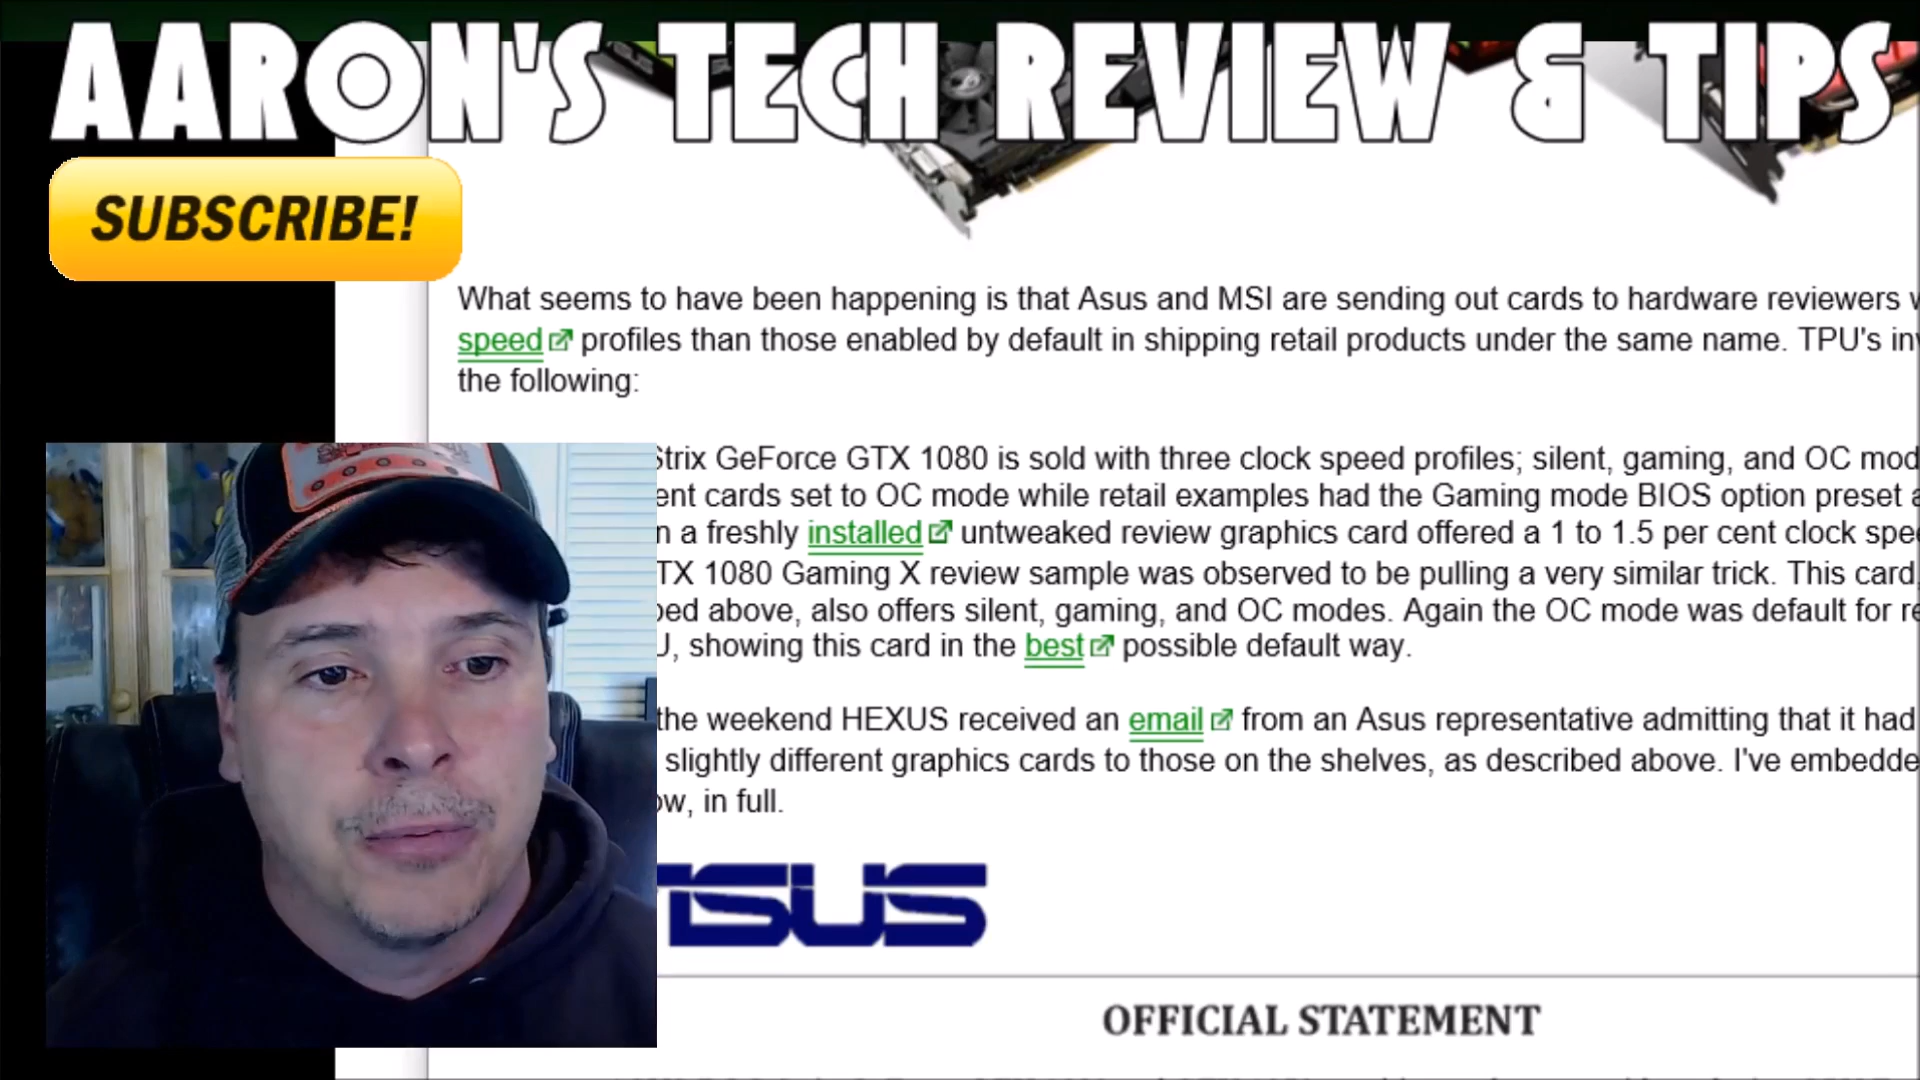 AARON'S TECH REVIEW & TIPS
SUBSCRIBE!
What seems to have been happening is that Asus and MSI are sending out cards to hardware reviewers
speed profiles than those enabled by default in shipping retail products under the same name. TPU's
the following:
Strix GeForce GTX 1080 is sold with three clock speed profiles; silent, gaming, and OC
cards set to OC mode while retail examples had the Gaming mode BIOS option preset
a freshly installed untweaked review graphics card offered a 1 to 1.5 per cent clock
TX 1080 Gaming X review sample was observed to be pulling a very similar trick. This card
above, also offers silent, gaming, and OC modes. Again the OC mode was default for
showing this card in the best possible default way.
the weekend HEXUS received an email from an Asus representative admitting that it had
slightly different graphics cards to those on the shelves, as described above. I've
in full.
ASUS
OFFICIAL STATEMENT